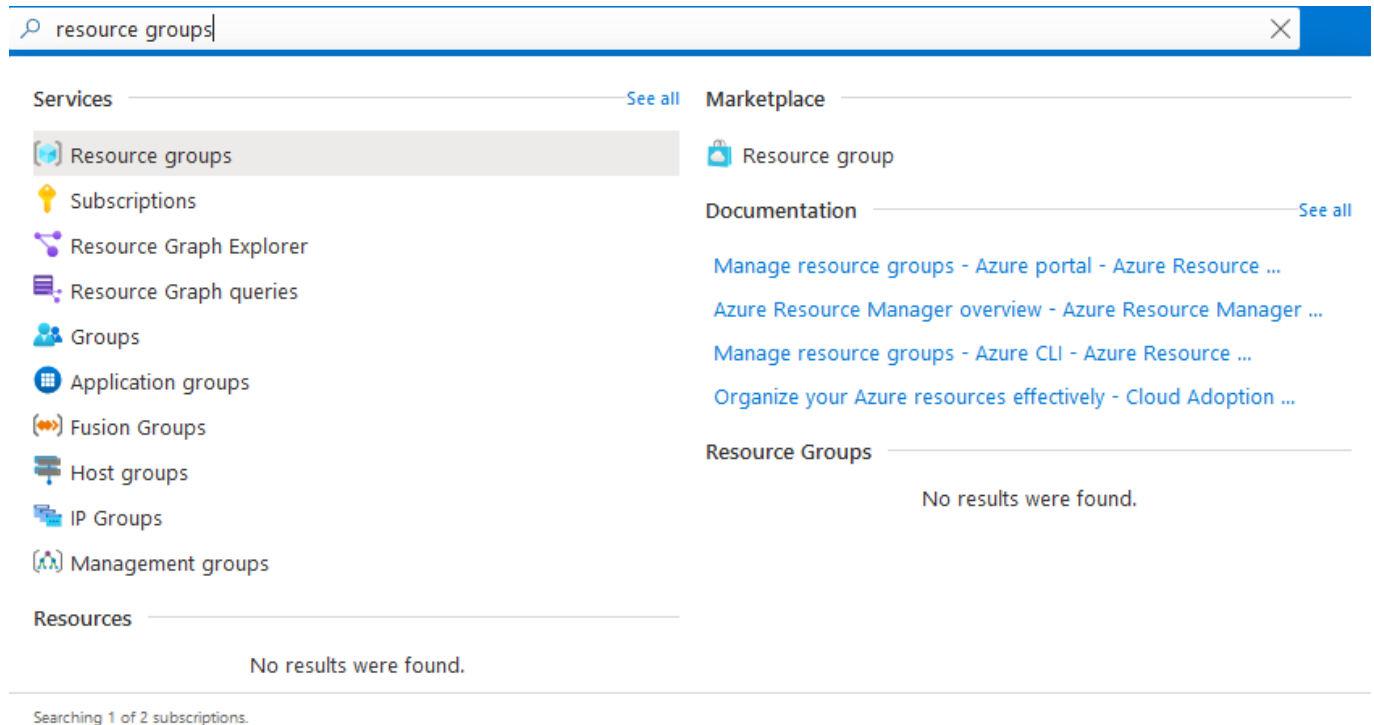 resource groups
Services
See all
Resource groups
Subscriptions
Resource Graph Explorer
Resource Graph queries
Groups
Application groups
Fusion Groups
Host groups
IP Groups
Management groups
Resources
No results were found.
Marketplace
Resource group
Documentation
See all
Manage resource groups - Azure portal - Azure Resource ...
Azure Resource Manager overview - Azure Resource Manager ...
Manage resource groups - Azure CLI - Azure Resource ...
Organize your Azure resources effectively - Cloud Adoption ...
Resource Groups
No results were found.
Searching 1 of 2 subscriptions.